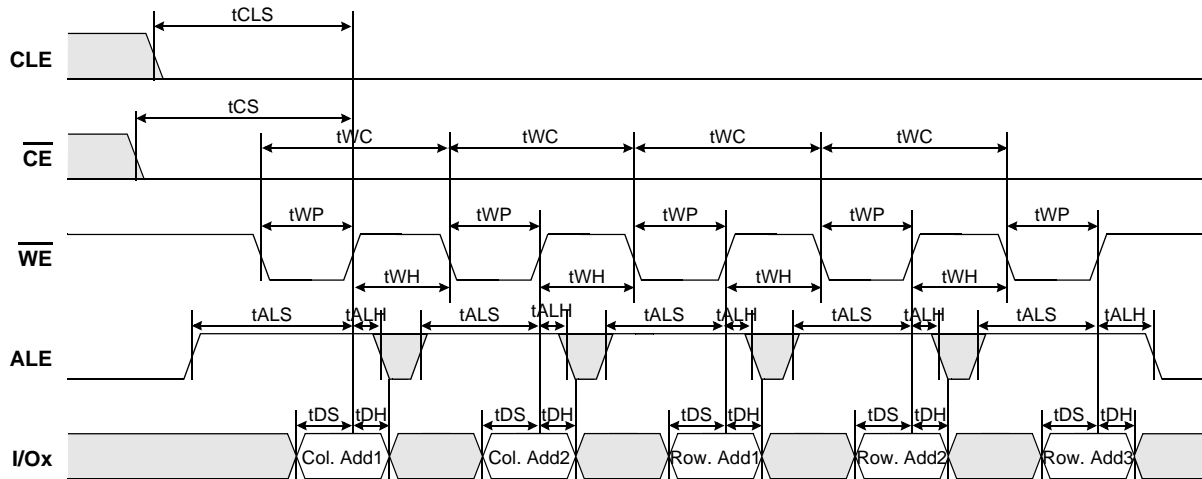 tCLS
CLE
tCS
CE
tWC tWC tWC tWC
tWP tWP tWP tWP tWP
WE
tWH tWH tWH tWH
tALS tALH tALS tALH tALS tALH tALS tALH tALS tALH
ALE
tDS tDH tDS tDH tDS tDH tDS tDH tDS tDH
I/Ox Col. Add1 Col. Add2 Row. Add1 Row. Add2 Row. Add3